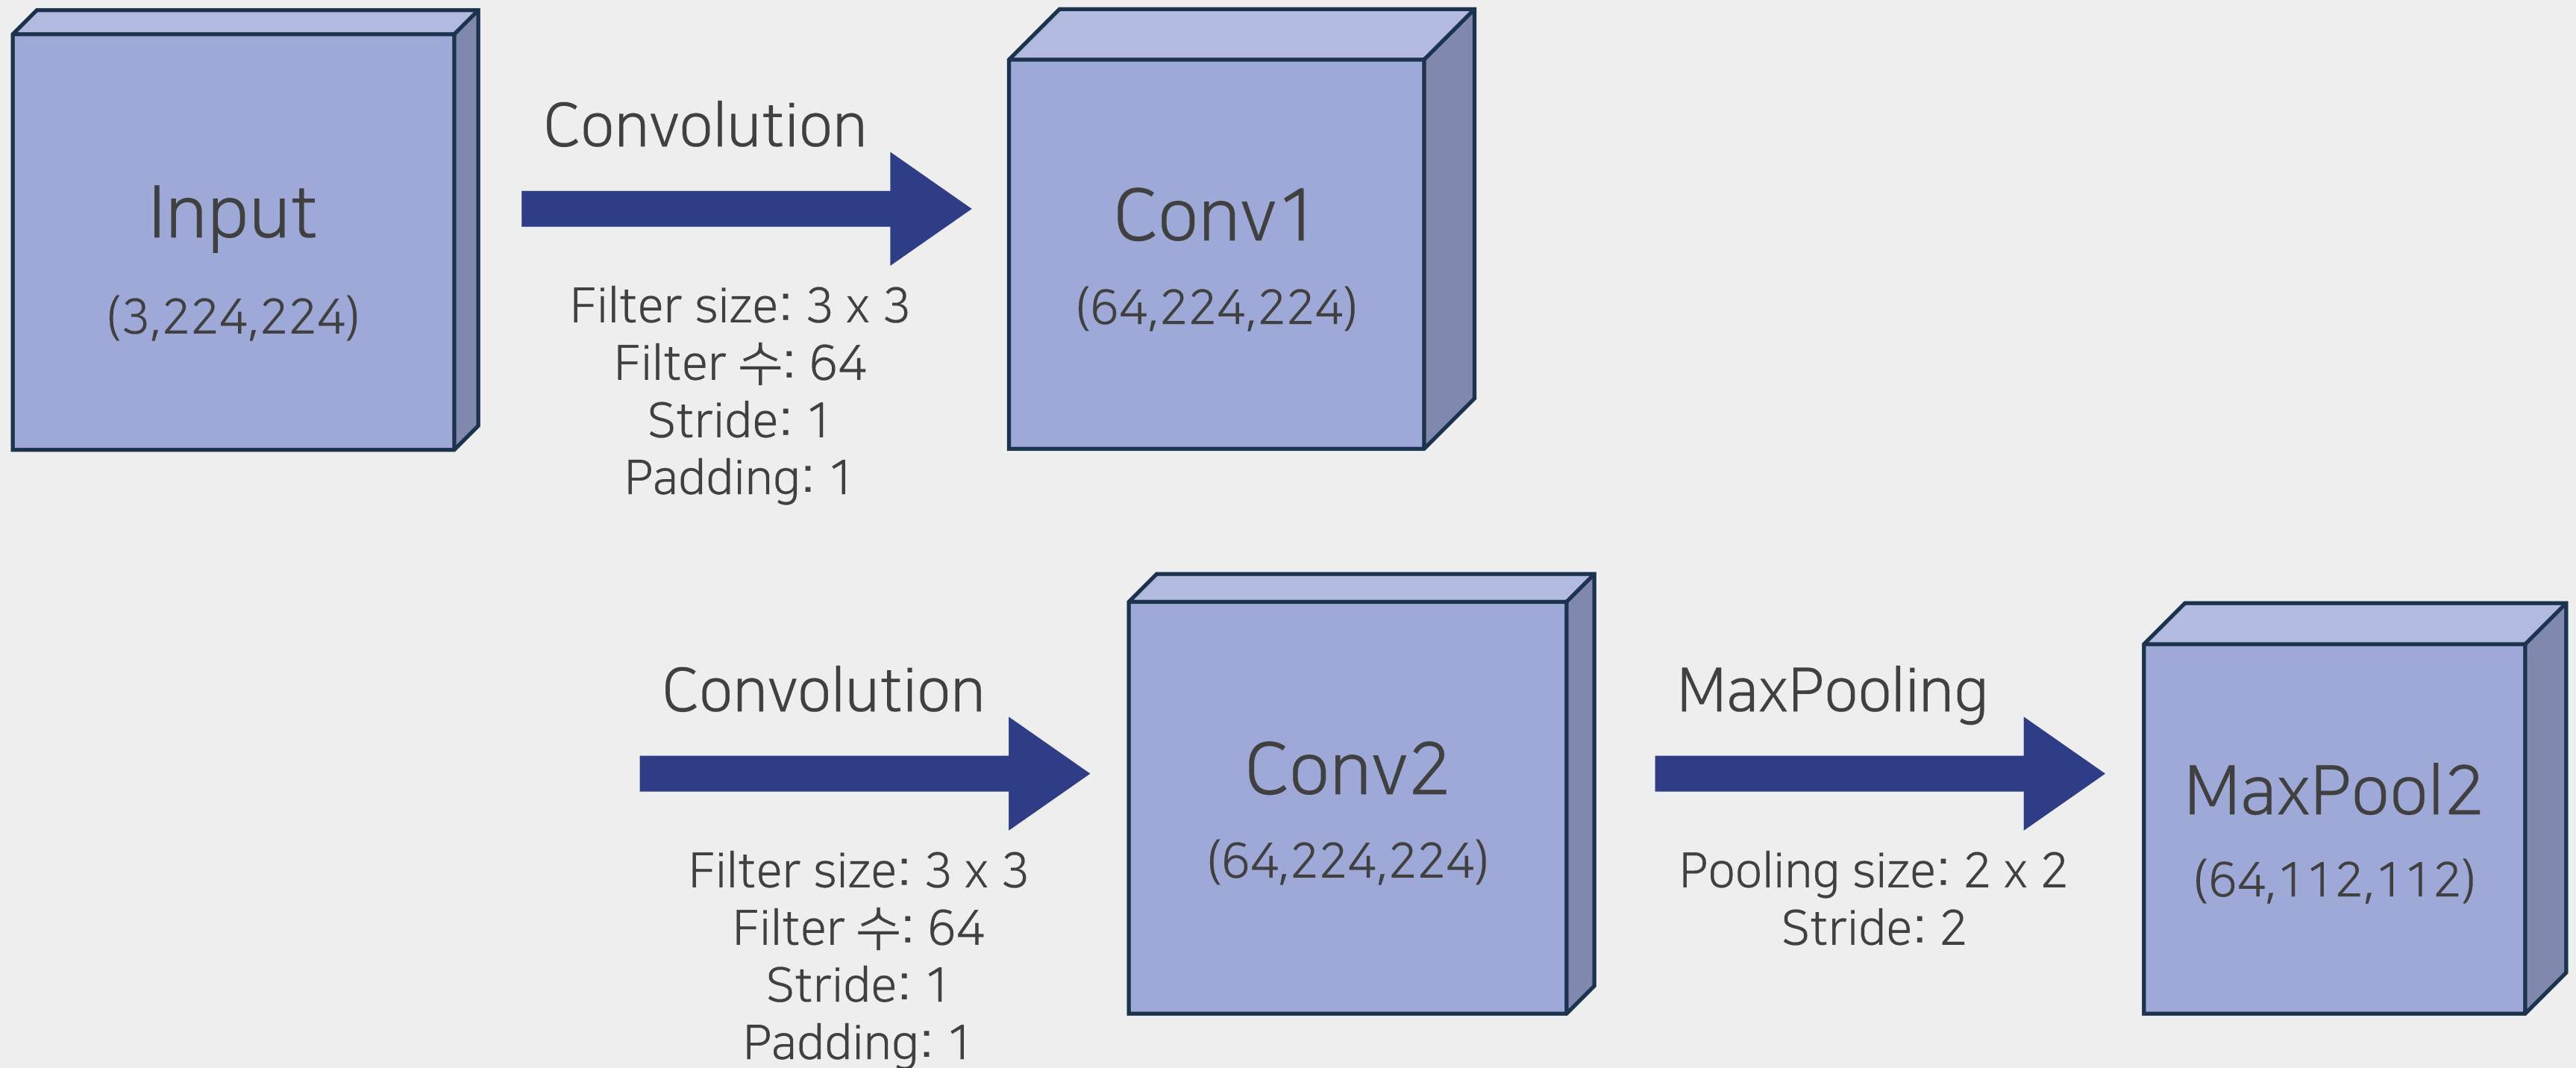 Input
(3,224,224)
Convolution
Filter size: 3 x 3
Filter 수: 64
Stride: 1
Padding: 1
Conv1
(64,224,224)
Convolution
Filter size: 3 x 3
Filter 수: 64
Stride: 1
Padding: 1
Conv2
(64,224,224)
MaxPooling
Pooling size: 2 x 2
Stride: 2
MaxPool2
(64,112,112)